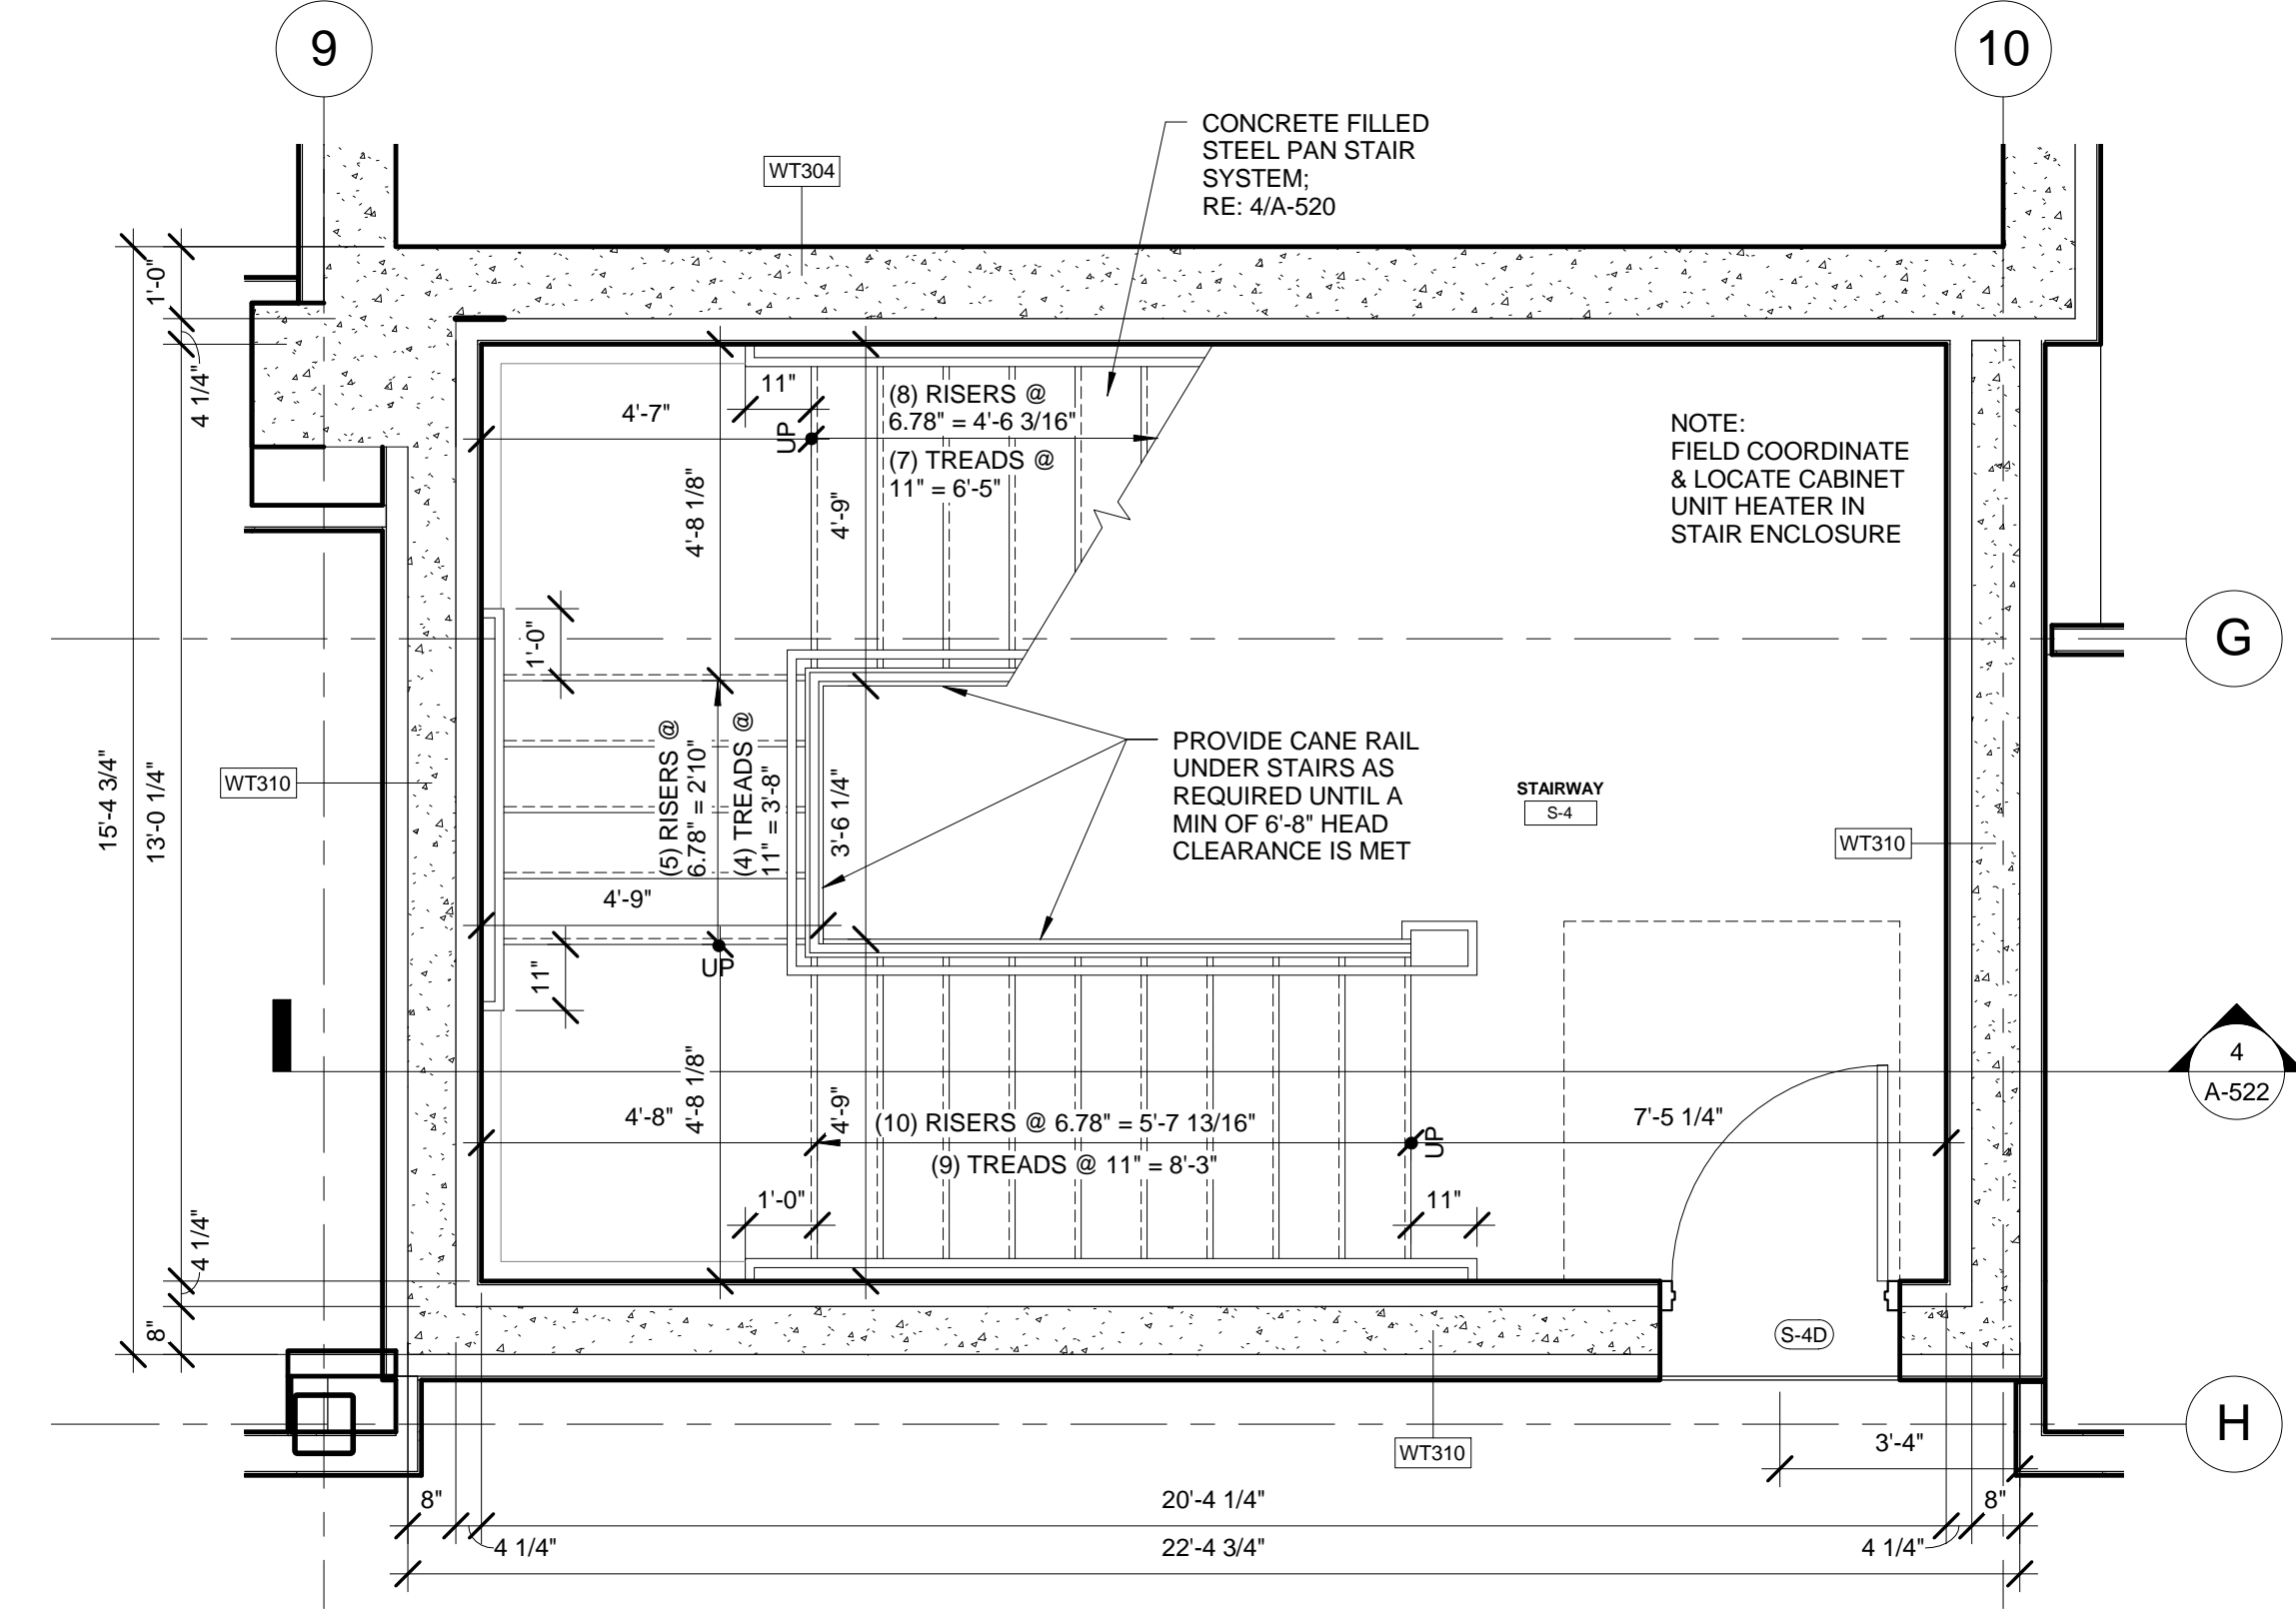 9
10
CONCRETE FILLED
STEEL PAN STAIR
SYSTEM;
RE: 4/A-520
WT304
1'-0"
4 1/4"
4'-7"
11"
UP
(8) RISERS @
6.78" = 4'-6 3/16"
(7) TREADS @
11" = 6'-5"
NOTE:
FIELD COORDINATE
& LOCATE CABINET
UNIT HEATER IN
STAIR ENCLOSURE
4'-8 1/8"
4'-9"
1'-0"
G
15'-4 3/4"
13'-0 1/4"
WT310
(5) RISERS @
6.78" = 2'10"
(4) TREADS @
11" = 3'-8"
3'-6 1/4"
PROVIDE CANE RAIL
UNDER STAIRS AS
REQUIRED UNTIL A
MIN OF 6'-8" HEAD
CLEARANCE IS MET
STAIRWAY
S-4
WT310
4'-9"
UP
11"
4
A-522
4'-8"
4'-8 1/8"
4'-9"
(10) RISERS @ 6.78" = 5'-7 13/16"
(9) TREADS @ 11" = 8'-3"
UP
7'-5 1/4"
1'-0"
11"
4 1/4"
8"
S-4D
H
WT310
3'-4"
8"
20'-4 1/4"
8"
4 1/4"
22'-4 3/4"
4 1/4"